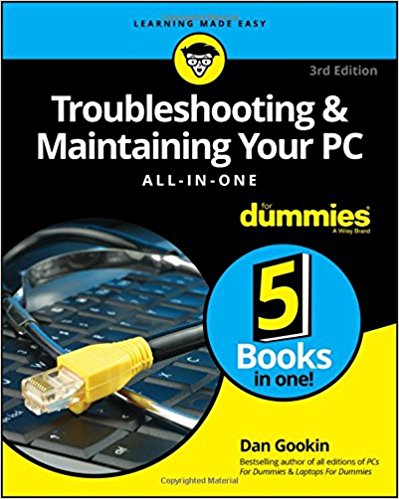 LEARNING MADE EASY
3rd Edition
Troubleshooting &
Maintaining Your PC
ALL-IN-ONE
for
dummies®
A Wiley Brand
5
Books
in one!
Dan Gookin
Bestselling author of all editions of PCs
For Dummies & Laptops For Dummies
Copyrighted Material